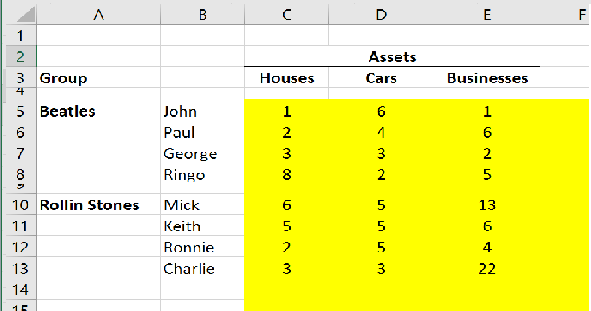 A B C D E F
1
2 Assets
3 Group Houses Cars Businesses
4
5 Beatles John 1 6 1
6 Paul 2 4 6
7 George 3 3 2
8 Ringo 8 2 5
9
10 Rollin Stones Mick 6 5 13
11 Keith 5 5 6
12 Ronnie 2 5 4
13 Charlie 3 3 22
14
15